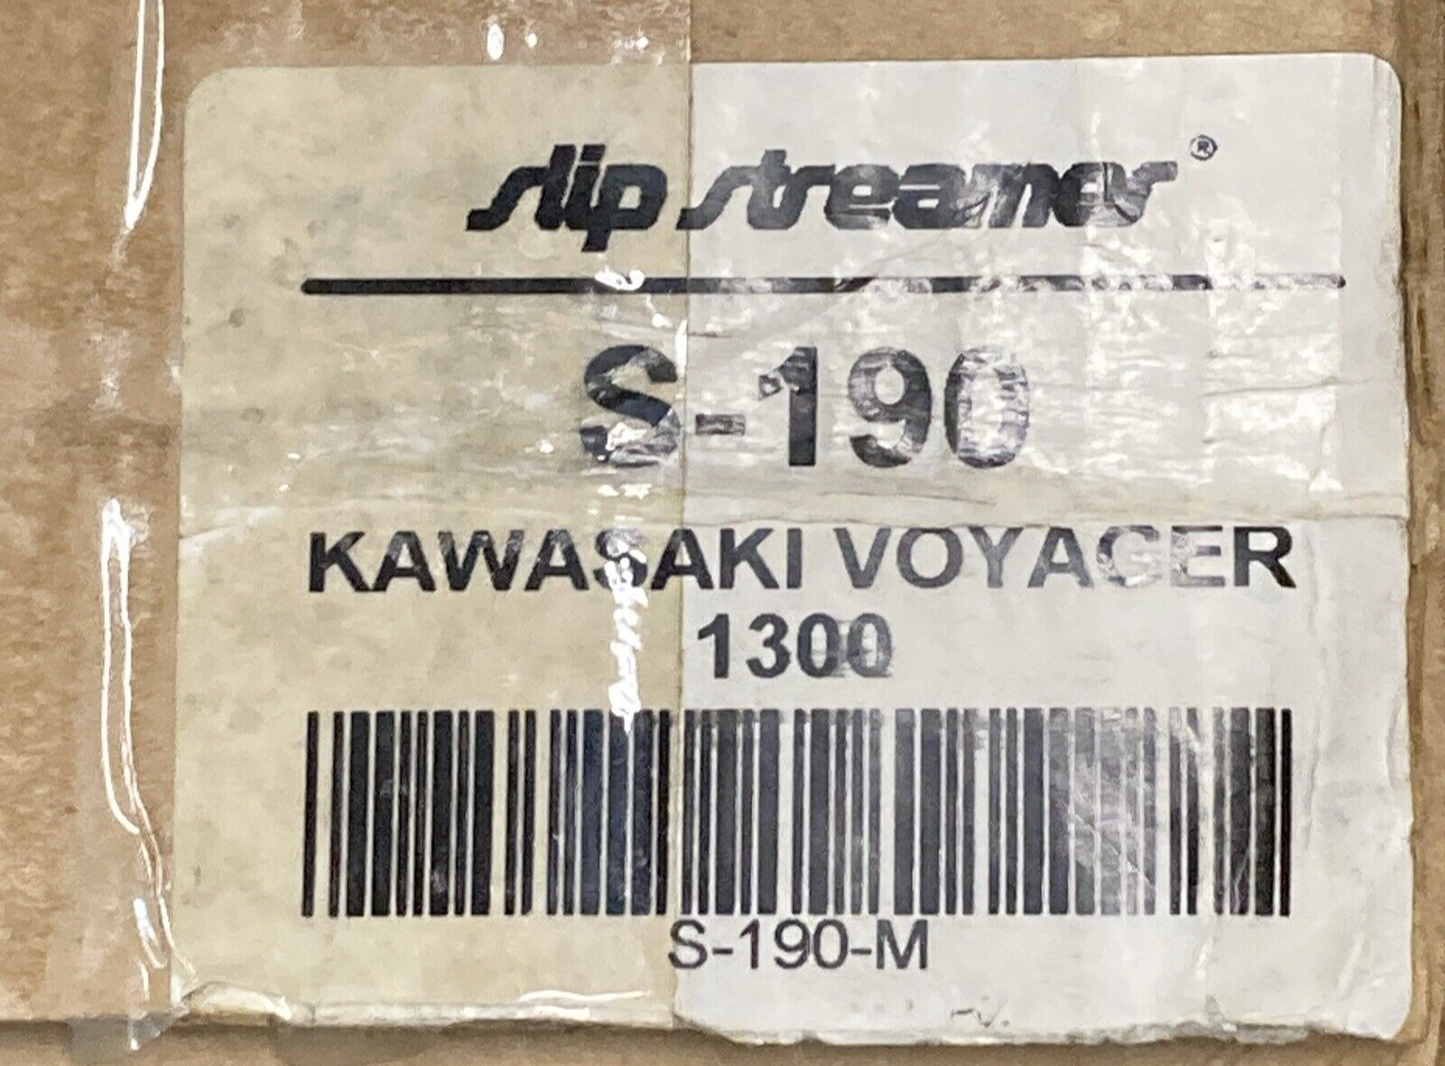 slip streamer®
S-190
KAWASAKI VOYAGER
1300
S-190-M